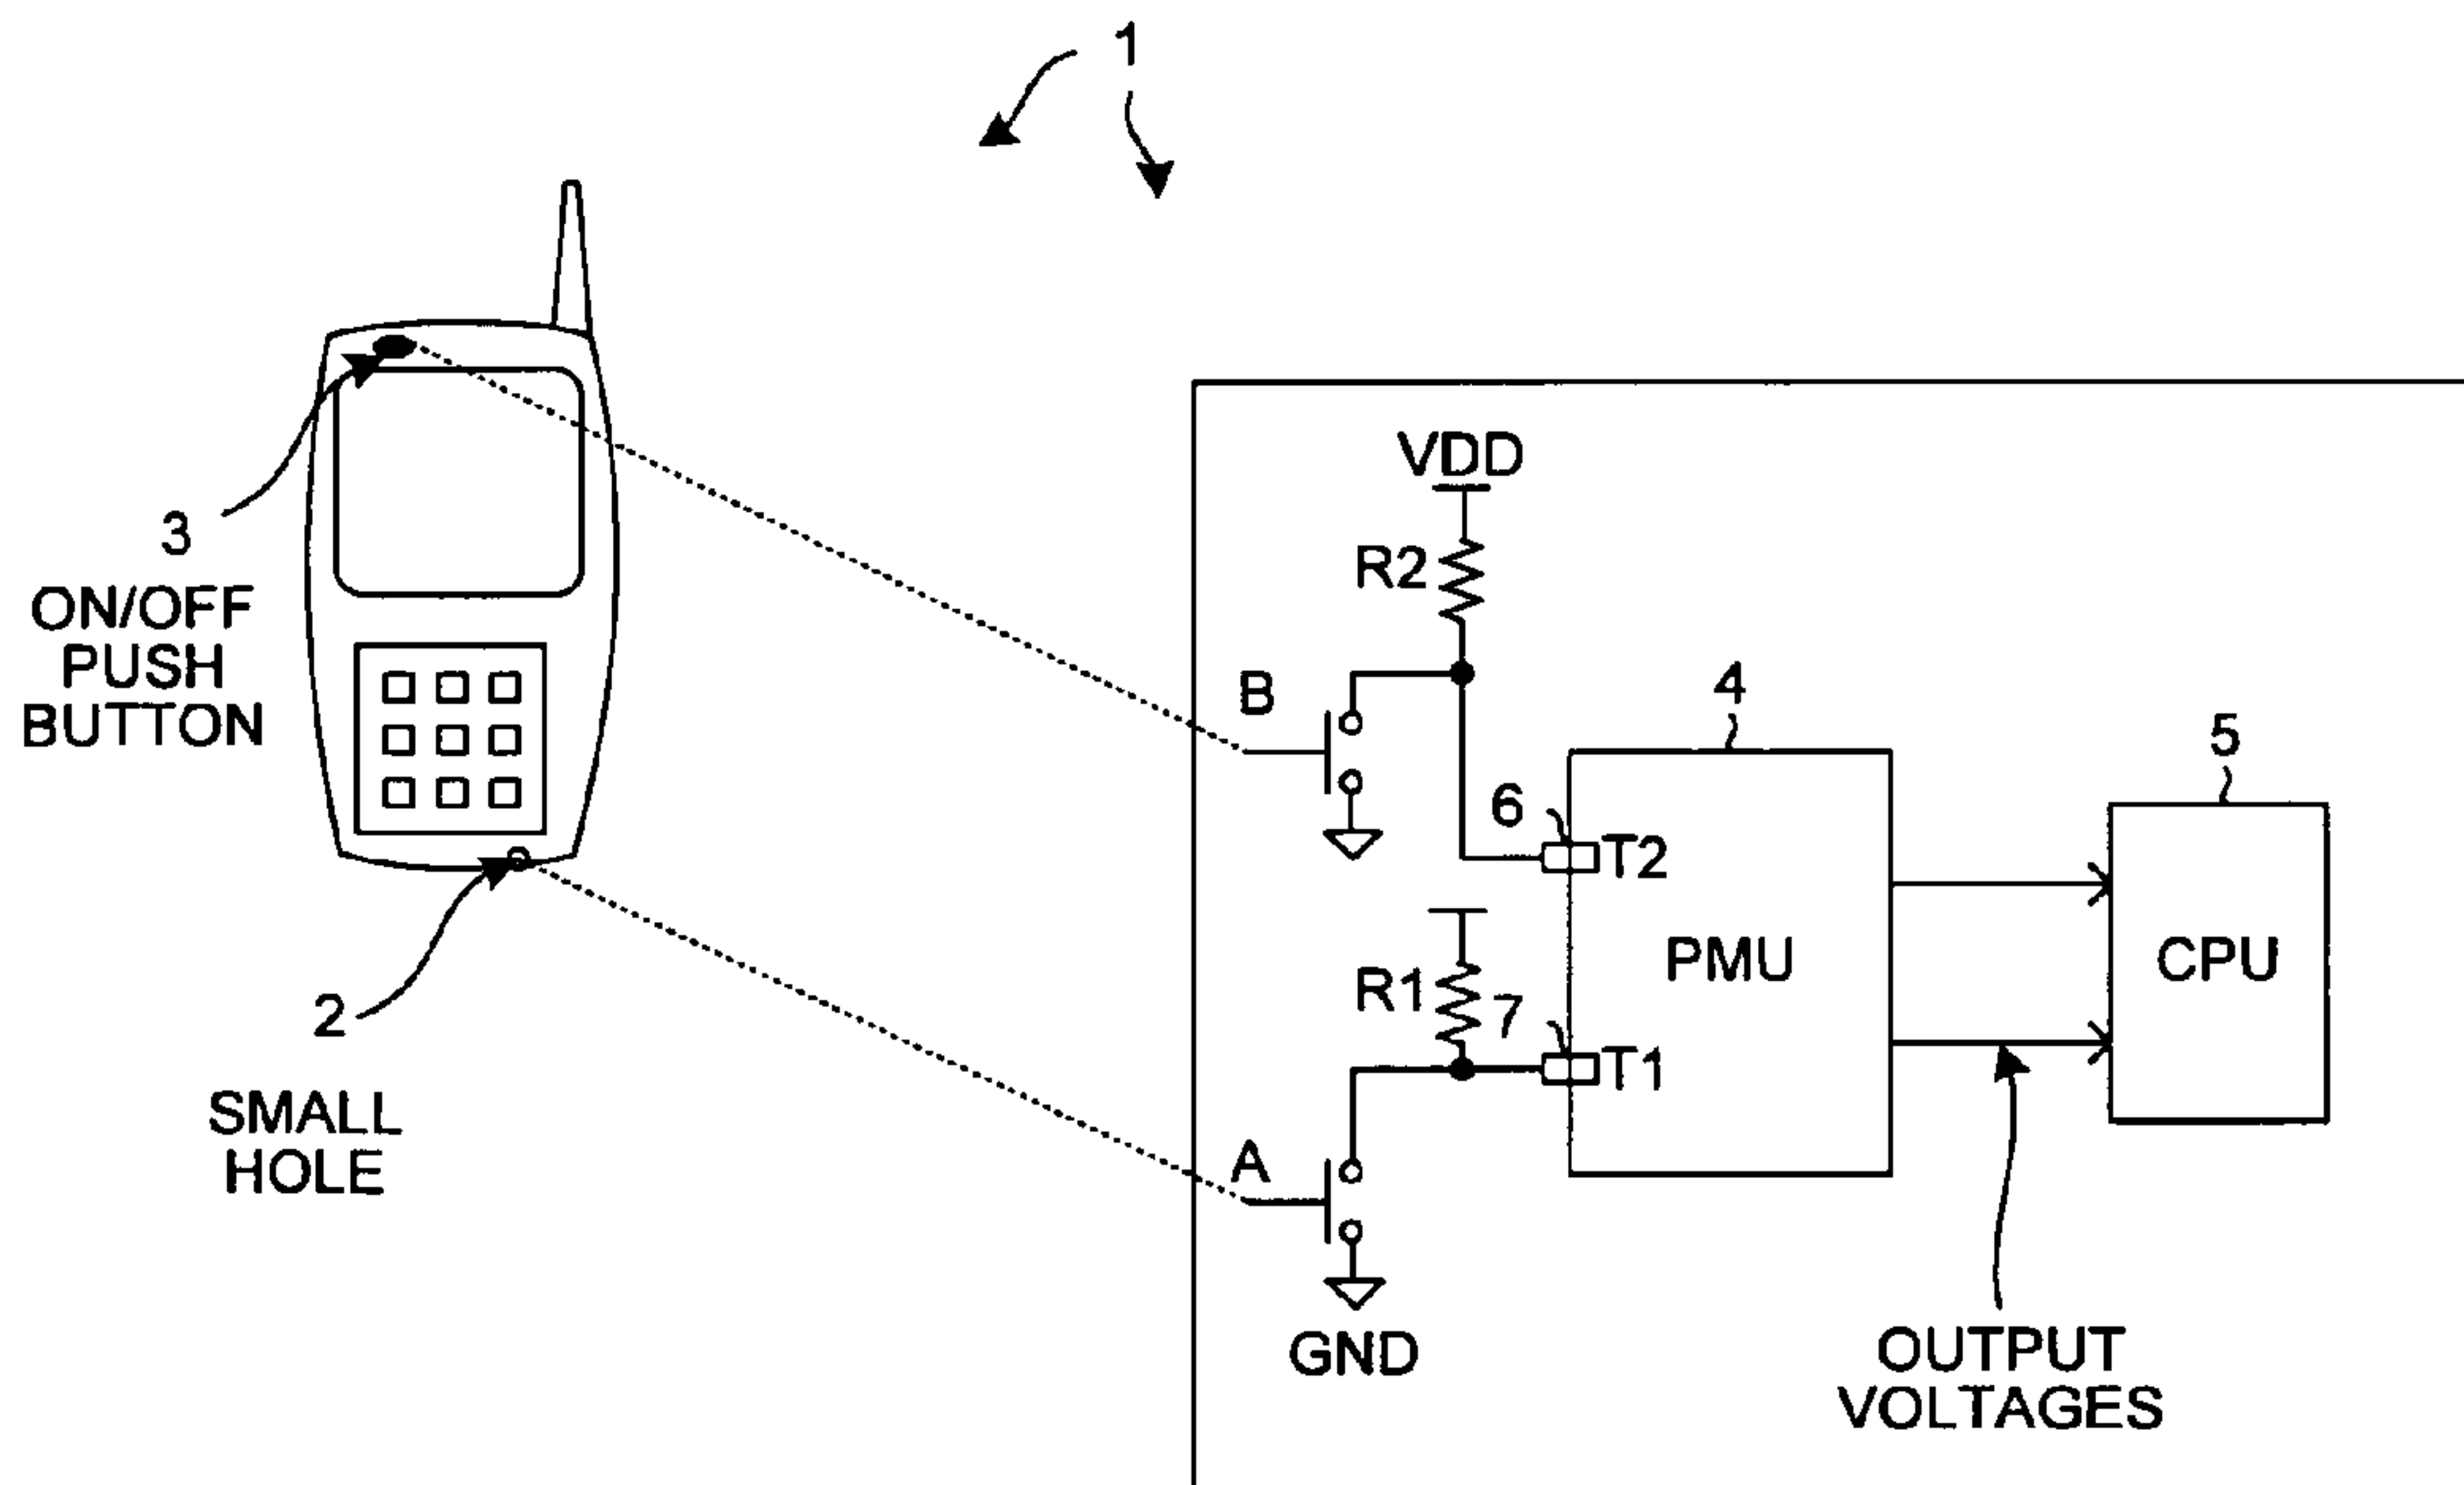 1
3
ON/OFF
PUSH
BUTTON
2
SMALL
HOLE
VDD
R2
B
4
5
6
T2
PMU
CPU
R1
7
T1
A
GND
OUTPUT
VOLTAGES